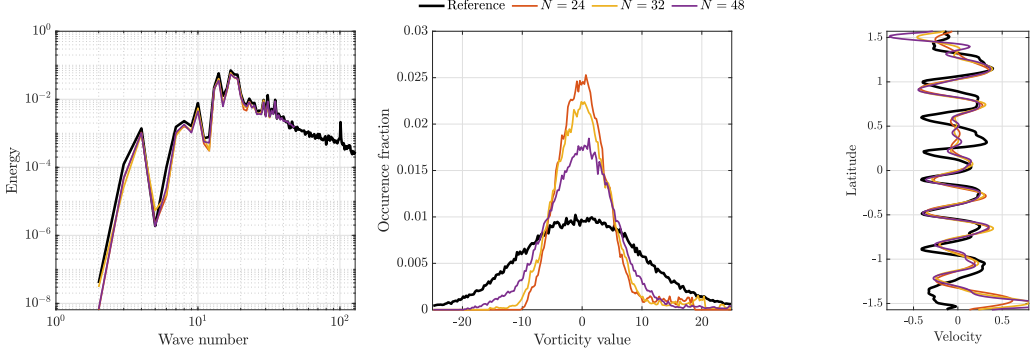 Reference N = 24 N = 32 N = 48
10^0
10^-2
10^-4
10^-6
10^-8
Energy
10^0 10^1 10^2
Wave number
0.03
0.025
0.02
0.015
0.01
0.005
0
Occurence fraction
-20 -10 0 10 20
Vorticity value
1.5
1
0.5
0
-0.5
-1
-1.5
Latitude
-0.5 0 0.5
Velocity